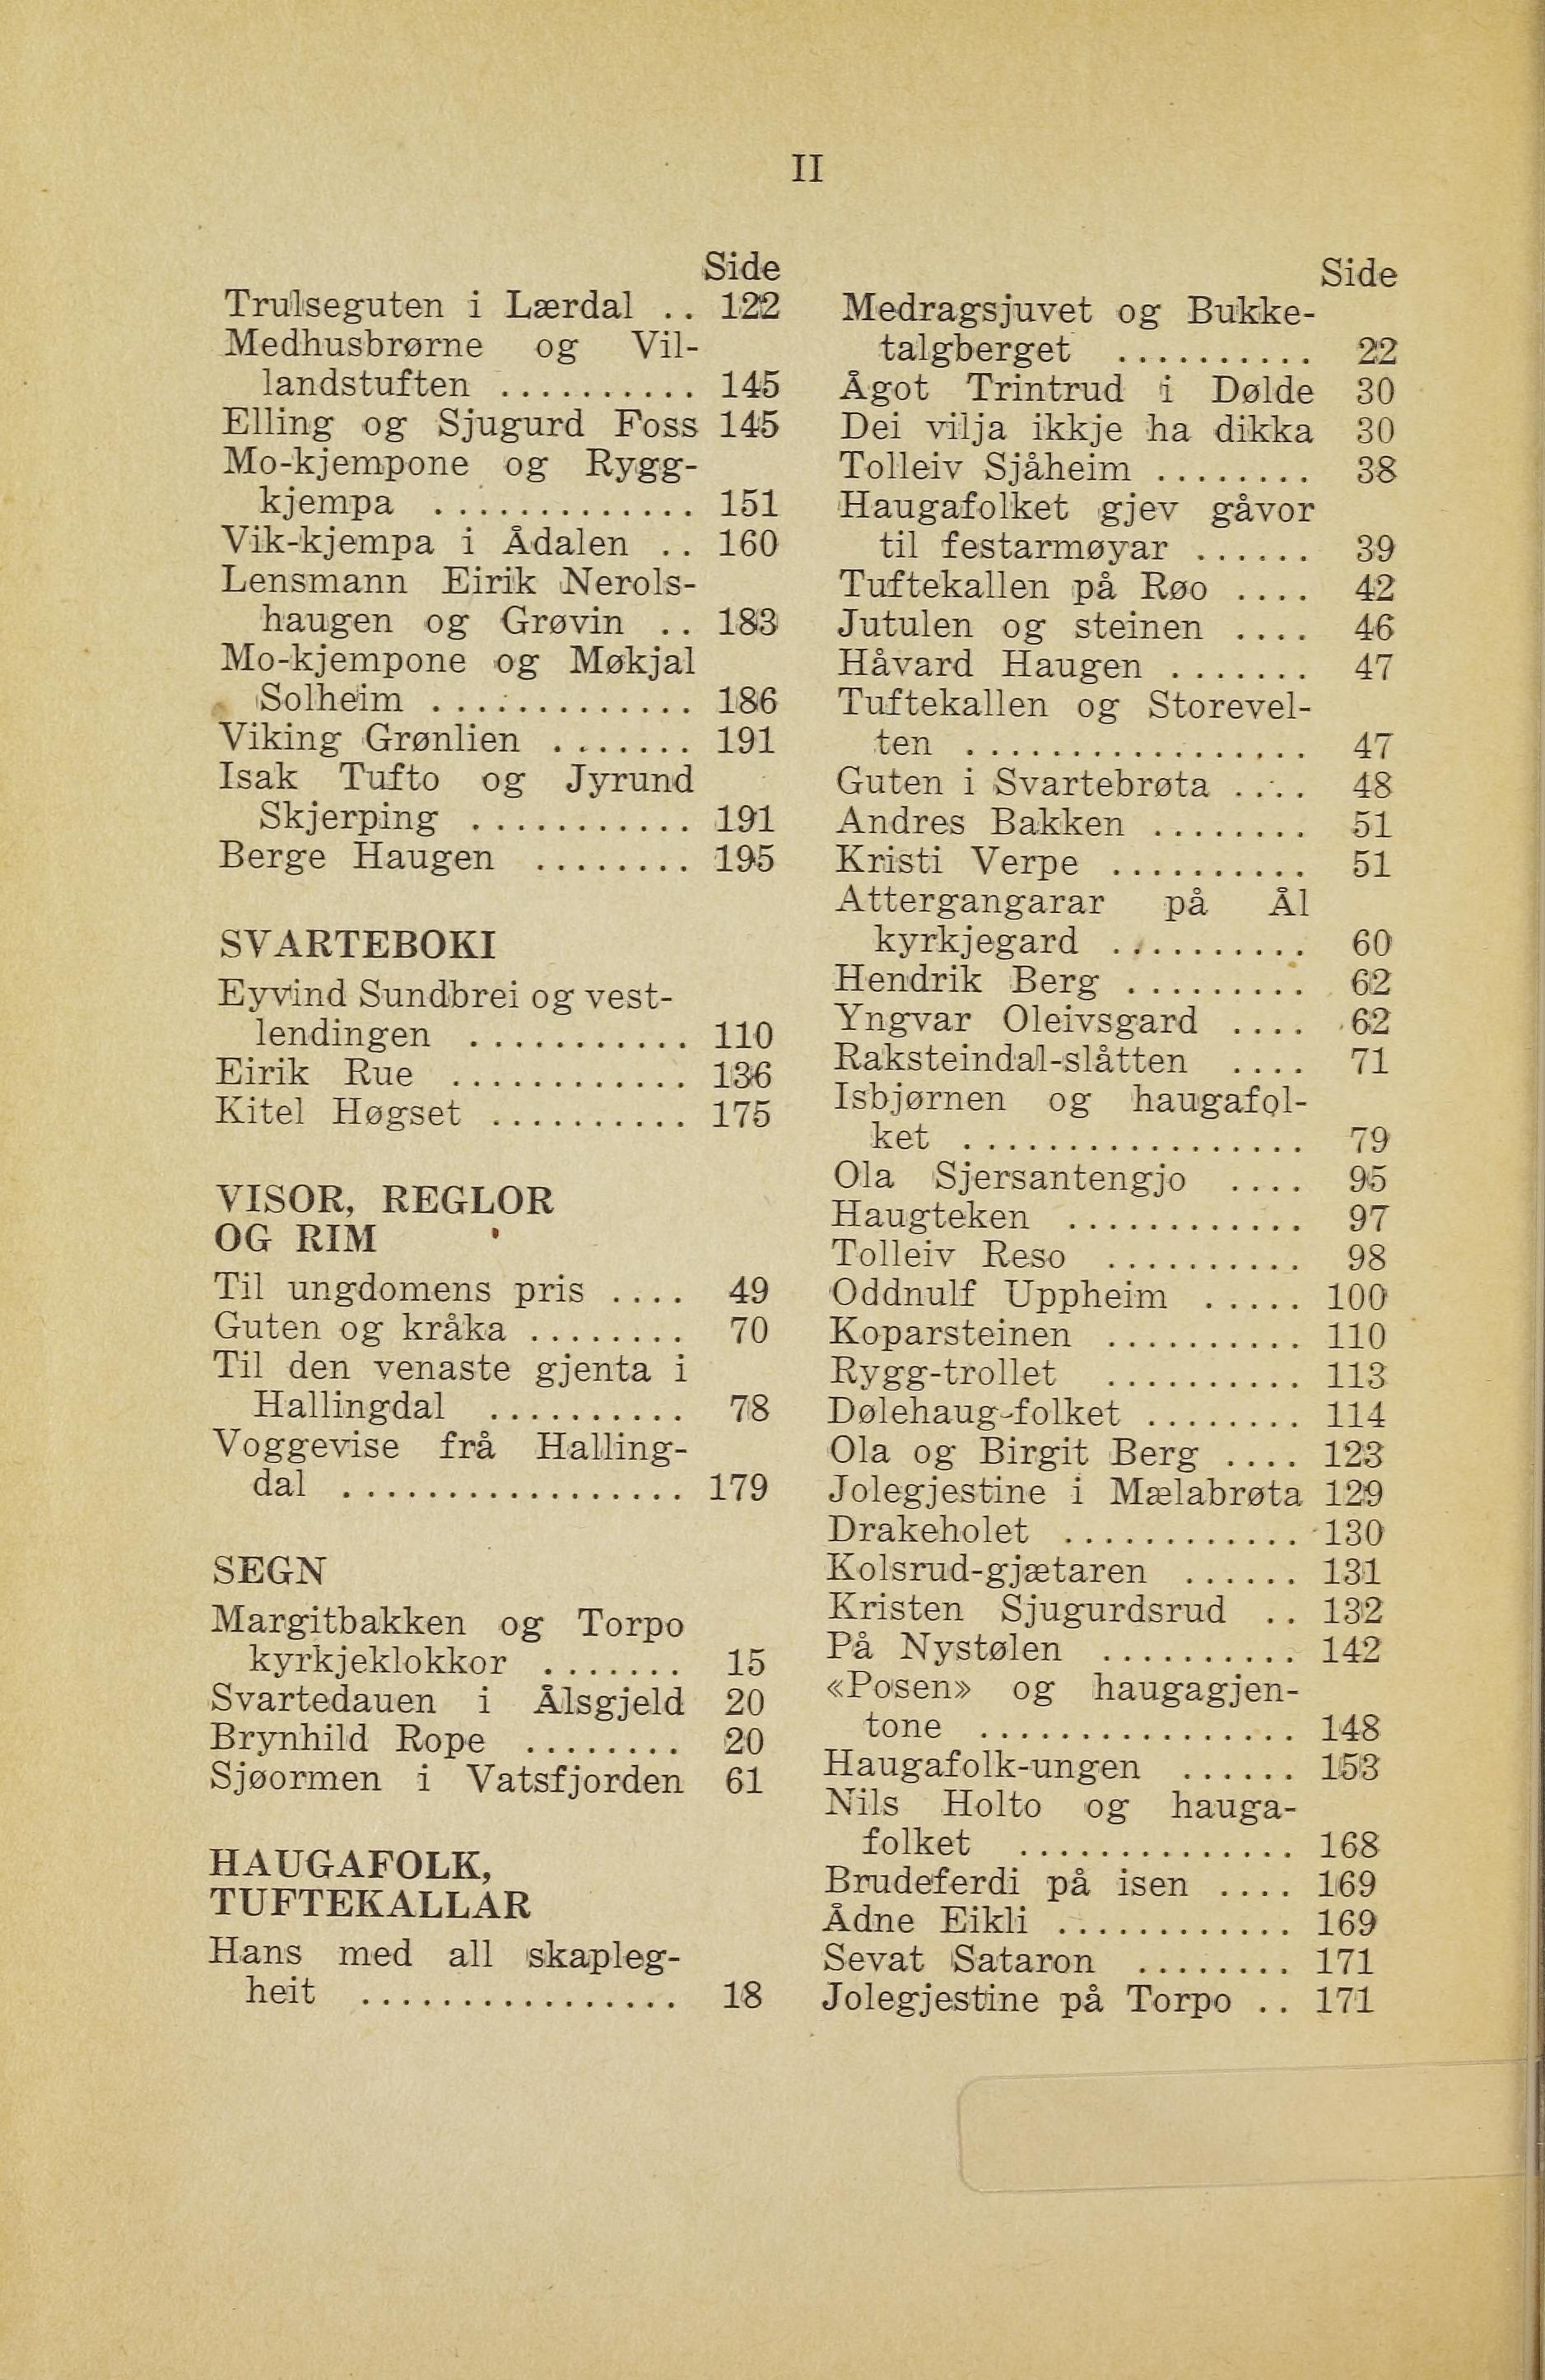 II
Side
Trulseguten i Lærdal .. 122
Medhusbrørne og Vil-
landstuften .......... 145
Elling og Sjugurd Foss 145
Mo-kjempone og Rygg-
kjempa ............. 151
Vik-kjempa i Ådalen .. 160
Lensmann Eirik Nerols-
haugen og Grøvin .. 183
Mo-kjempone og Møkjal
Solheim ............. 186
Viking Grønlien ....... 191
Isak Tufto og Jyrund
Skjerping ........... 191
Berge Haugen ........ 195
SVARTEBOKI
Eyvind Sundbrei og vest-
lendingen ........... 110
Eirik Rue ............ 136
Kitel Høgset .......... 175
VISOR, REGLOR
OG RIM
Til ungdomens pris .... 49
Guten og kråka ........ 70
Til den venaste gjenta i
Hallingdal .......... 78
Voggevise frå Halling-
dal ................. 179
SEGN
Margitbakken og Torpo
kyrkjeklokkor ....... 15
Svartedauen i Ålsgjeld 20
Brynhild Rope ........ 20
Sjøormen i Vatsfjorden 61
HAUGAFOLK,
TUFTEKALLAR
Hans med all skapleg-
heit ................ 18
Side
Medragsjuvet og Bukke-
talgberget .......... 22
Ågot Trintrud i Dølde 30
Dei vilja ikkje ha dikka 30
Tolleiv Sjåheim ........ 38
Haugafolket gjev gåvor
til festarmøyar ...... 39
Tuftekallen på Røo .... 42
Jutulen og steinen .... 46
Håvard Haugen ....... 47
Tuftekallen og Storevel-
ten ................. 47
Guten i Svartebrøta .... 48
Andres Bakken ........ 51
Kristi Verpe .......... 51
Attergangarar på Ål
kyrkjegard .......... 60
Hendrik Berg ......... 62
Yngvar Oleivsgard .... 62
Raksteindal-slåtten .... 71
Isbjørnen og haugafol-
ket ................. 79
Ola Sjersantengjo .... 95
Haugteken ............ 97
Tolleiv Reso .......... 98
Oddnulf Uppheim ..... 100
Koparsteinen .......... 110
Rygg-trollet .......... 113
Dølehaug-folket ........ 114
Ola og Birgit Berg .... 123
Jolegjestine i Mælabrøta 129
Drakeholet ............ 130
Kolsrud-gjætaren ...... 131
Kristen Sjugurdsrud .. 132
På Nystølen .......... 142
«Posen» og haugagjen-
tone ................ 148
Haugafolk-ungen ...... 153
Nils Holto og hauga-
folket .............. 168
Brudeferdi på isen .... 169
Ådne Eikli ............ 169
Sevat Sataron ........ 171
Jolegjestine på Torpo .. 171